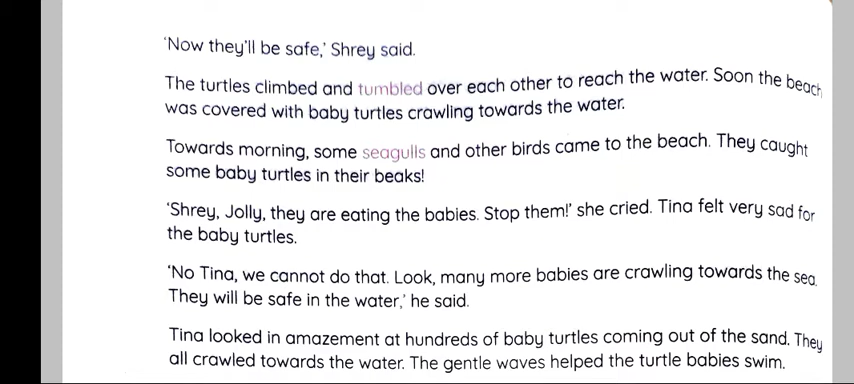 ‘Now they’ll be safe,’ Shrey said.
The turtles climbed and tumbled over each other to reach the water. Soon the beach
was covered with baby turtles crawling towards the water.
Towards morning, some seagulls and other birds came to the beach. They caught
some baby turtles in their beaks!
‘Shrey, Jolly, they are eating the babies. Stop them!’ she cried. Tina felt very sad for
the baby turtles.
‘No Tina, we cannot do that. Look, many more babies are crawling towards the sea.
They will be safe in the water,’ he said.
Tina looked in amazement at hundreds of baby turtles coming out of the sand. They
all crawled towards the water. The gentle waves helped the turtle babies swim.